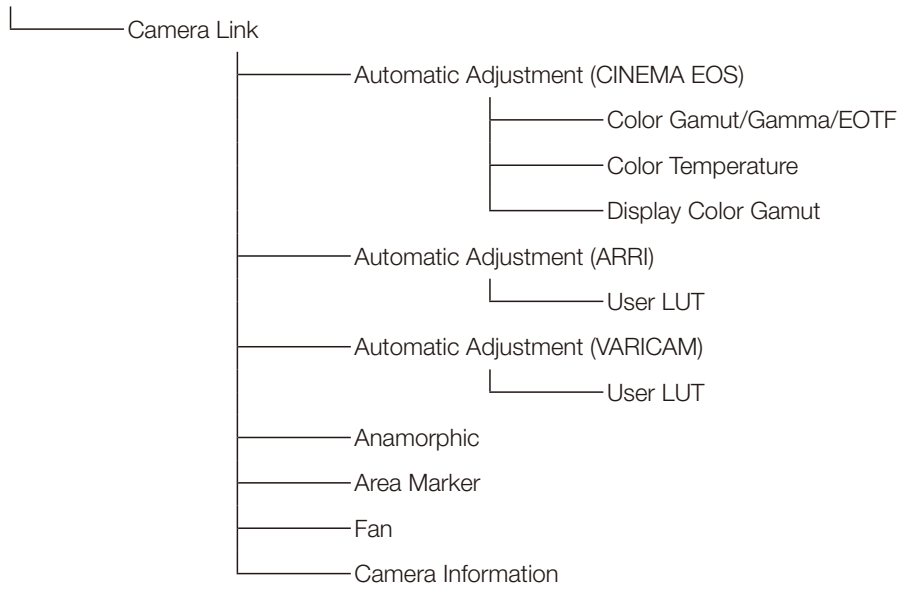 Camera Link
Automatic Adjustment (CINEMA EOS)
Color Gamut/Gamma/EOTF
Color Temperature
Display Color Gamut
Automatic Adjustment (ARRI)
User LUT
Automatic Adjustment (VARICAM)
User LUT
Anamorphic
Area Marker
Fan
Camera Information